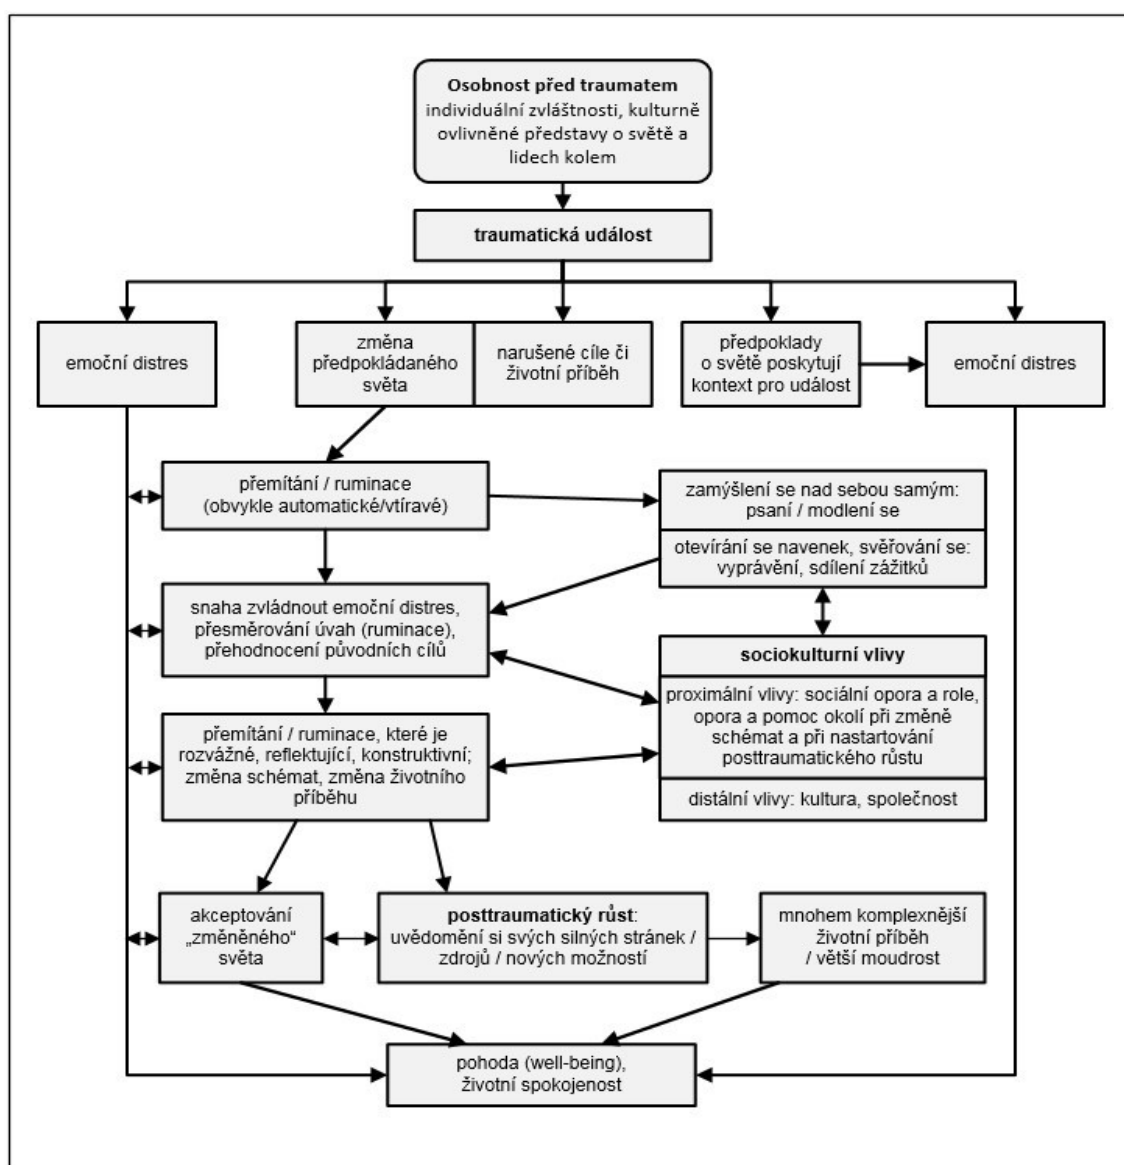 Osobnost před traumatem
individuální zvláštnosti, kulturně
ovlivněné představy o světě a
lidech kolem
traumatická událost
emoční distres
změna
předpokládaného
světa
narušené cíle či
životní příběh
předpoklady
o světě poskytují
kontext pro událost
emoční distres
přemítání / ruminace
(obvykle automatické/vtíravé)
zamýšlení se nad sebou samým:
psaní / modlení se
otevírání se navenek, svěřování se:
vyprávění, sdílení zážitků
snaha zvládnout emoční distres,
přesměrování úvah (ruminace),
přehodnocení původních cílů
sociokulturní vlivy
proximální vlivy: sociální opora a role,
opora a pomoc okolí při změně
schémat a při nastartování
posttraumatického růstu
distální vlivy: kultura, společnost
přemítání / ruminace, které je
rozvážné, reflektující, konstruktivní;
změna schémat, změna životního
příběhu
akceptování
„změněného“
světa
posttraumatický růst:
uvědomění si svých silných stránek /
zdrojů / nových možností
mnohem komplexnější
životní příběh
/ větší moudrost
pohoda (well-being),
životní spokojenost